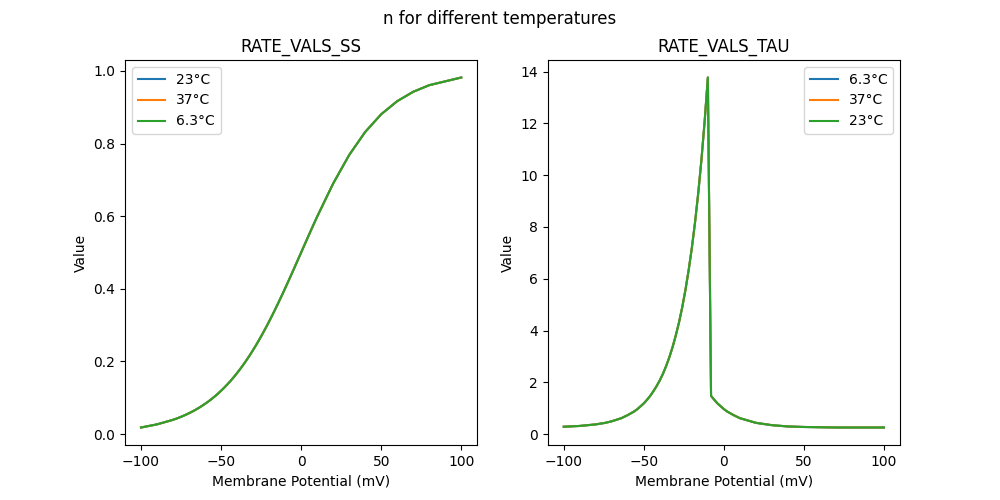 n for different temperatures
RATE_VALS_SS
1.0
0.8
0.6
0.4
0.2
0.0
Value
23°C
37°C
6.3°C
−100
−50
0
50
100
Membrane Potential (mV)
RATE_VALS_TAU
14
12
10
8
6
4
2
0
Value
6.3°C
37°C
23°C
−100
−50
0
50
100
Membrane Potential (mV)